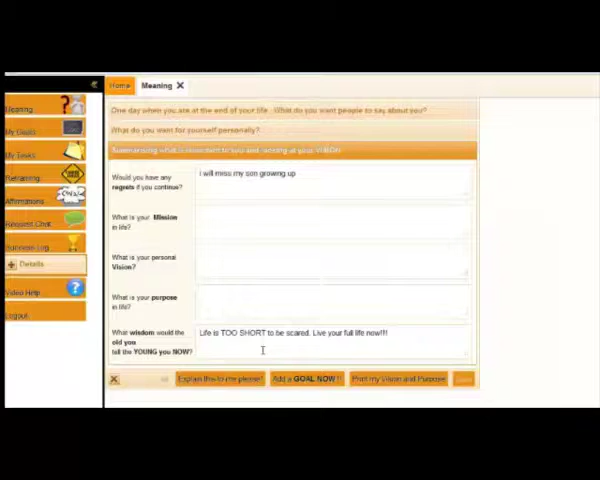 Home
Meaning
Meaning
My Goals
My Tasks
Reframing
Affirmations
Request Chat
Business Log
Details
Video Help
Logout
One day when you are at the end of your life - What do you want people to say about you?
What do you want for yourself personally?
Summarising what is important to you and arriving at your VISION
Would you have any
regrets if you continue?
I will miss my son growing up
What is your Mission
in life?
What is your personal
Vision?
What is your purpose
in life?
What wisdom would the
old you
tell the YOUNG you NOW?
Life is TOO SHORT to be scared. Live your full life now!!!
Explain this to me please!
Add a GOAL NOW!!
Print my Vision and Purpose